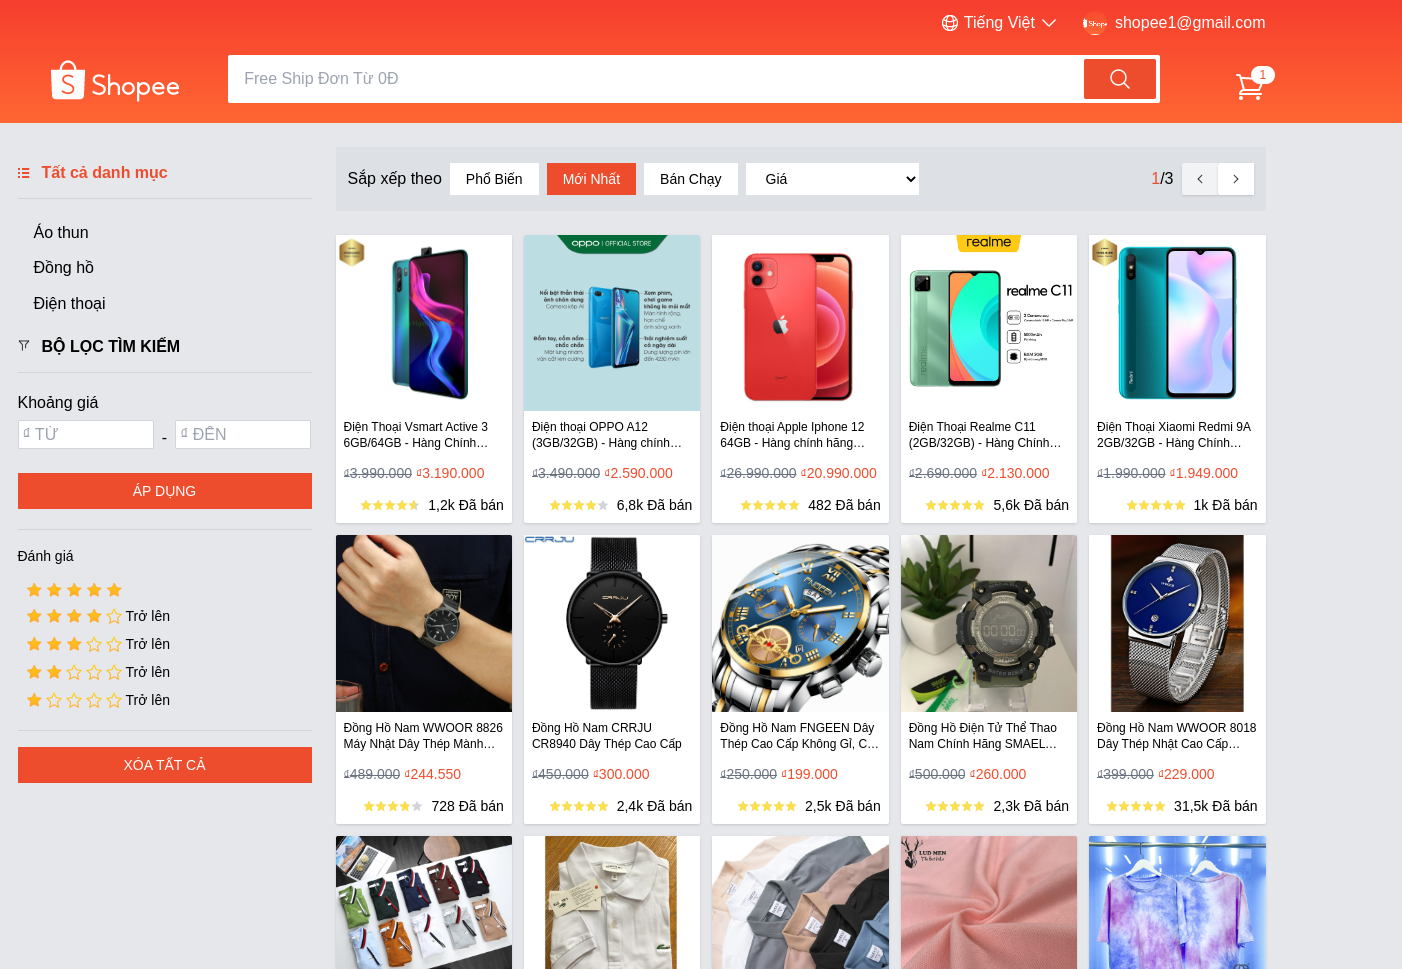 Tiếng Việt
shopee1@gmail.com
Shopee
Free Ship Đơn Từ 0Đ
1
Tất cả danh mục
Áo thun
Đồng hồ
Điện thoại
BỘ LỌC TÌM KIẾM
Khoảng giá
₫ TỪ - ₫ ĐẾN
ÁP DỤNG
Đánh giá
Trở lên
Trở lên
Trở lên
Trở lên
XÓA TẤT CẢ
Sắp xếp theo Phổ Biến Mới Nhất Bán Chạy Giá
1/3
oppo | OFFICIAL STORE
realme
realme C11
Điện Thoại Vsmart Active 3
6GB/64GB - Hàng Chính…
₫3.990.000 ₫3.190.000
1,2k Đã bán
Điện thoại OPPO A12
(3GB/32GB) - Hàng chính…
₫3.490.000 ₫2.590.000
6,8k Đã bán
Điện thoại Apple Iphone 12
64GB - Hàng chính hãng…
₫26.990.000 ₫20.990.000
482 Đã bán
Điện Thoại Realme C11
(2GB/32GB) - Hàng Chính…
₫2.690.000 ₫2.130.000
5,6k Đã bán
Điện Thoại Xiaomi Redmi 9A
2GB/32GB - Hàng Chính…
₫1.990.000 ₫1.949.000
1k Đã bán
CRRJU
Đồng Hồ Nam WWOOR 8826
Máy Nhật Dây Thép Mành…
₫489.000 ₫244.550
728 Đã bán
Đồng Hồ Nam CRRJU
CR8940 Dây Thép Cao Cấp
₫450.000 ₫300.000
2,4k Đã bán
Đồng Hồ Nam FNGEEN Dây
Thép Cao Cấp Không Gỉ, C…
₫250.000 ₫199.000
2,5k Đã bán
Đồng Hồ Điện Tử Thể Thao
Nam Chính Hãng SMAEL…
₫500.000 ₫260.000
2,3k Đã bán
Đồng Hồ Nam WWOOR 8018
Dây Thép Nhật Cao Cấp…
₫399.000 ₫229.000
31,5k Đã bán
LUD MEN